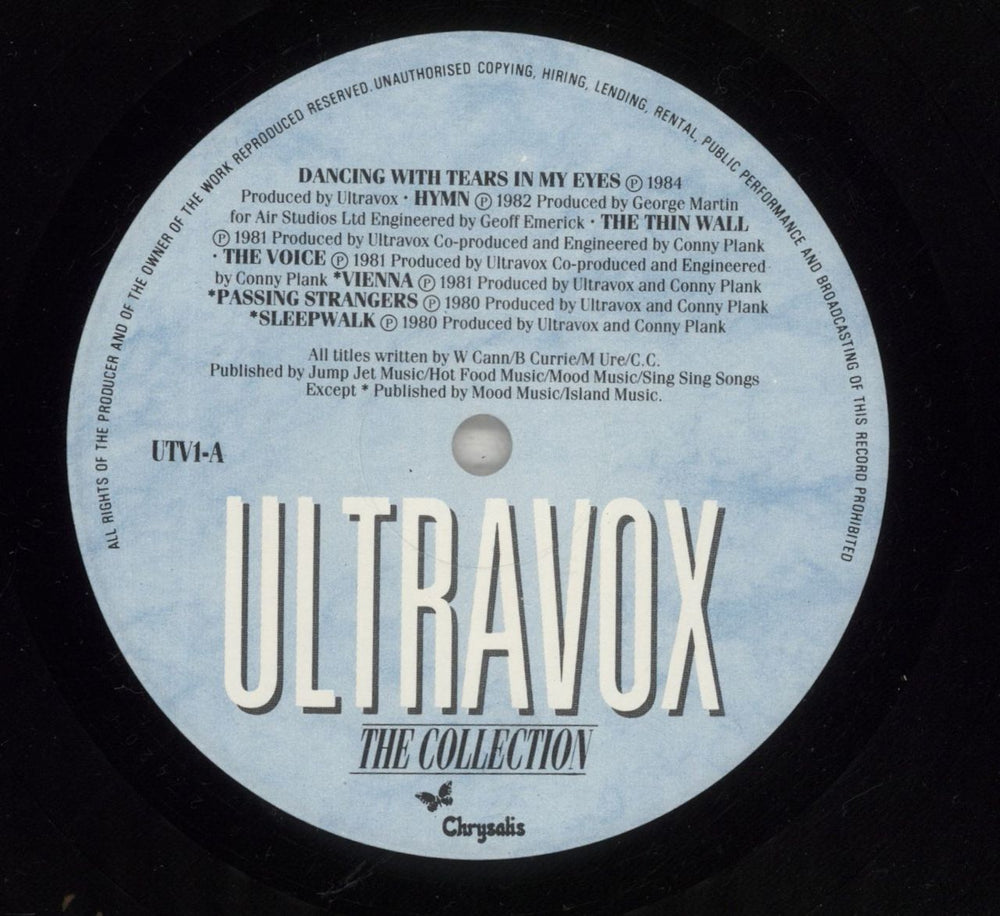 ALL RIGHTS OF THE PRODUCER AND OF THE OWNER OF THE WORK REPRODUCED RESERVED. UNAUTHORISED COPYING, HIRING, LENDING, RENTAL, PUBLIC PERFORMANCE AND BROADCASTING OF THIS RECORD PROHIBITED
DANCING WITH TEARS IN MY EYES ℗ 1984
Produced by Ultravox · HYMN ℗ 1982 Produced by George Martin
for Air Studios Ltd Engineered by Geoff Emerick · THE THIN WALL
℗ 1981 Produced by Ultravox Co-produced and Engineered by Conny Plank
· THE VOICE ℗ 1981 Produced by Ultravox Co-produced and Engineered
by Conny Plank *VIENNA ℗ 1981 Produced by Ultravox and Conny Plank
*PASSING STRANGERS ℗ 1980 Produced by Ultravox and Conny Plank
*SLEEPWALK ℗ 1980 Produced by Ultravox and Conny Plank
All titles written by W Cann/B Currie/M Ure/C.C.
Published by Jump Jet Music/Hot Food Music/Mood Music/Sing Sing Songs
Except * Published by Mood Music/Island Music.
UTV1-A
ULTRAVOX
THE COLLECTION
Chrysalis